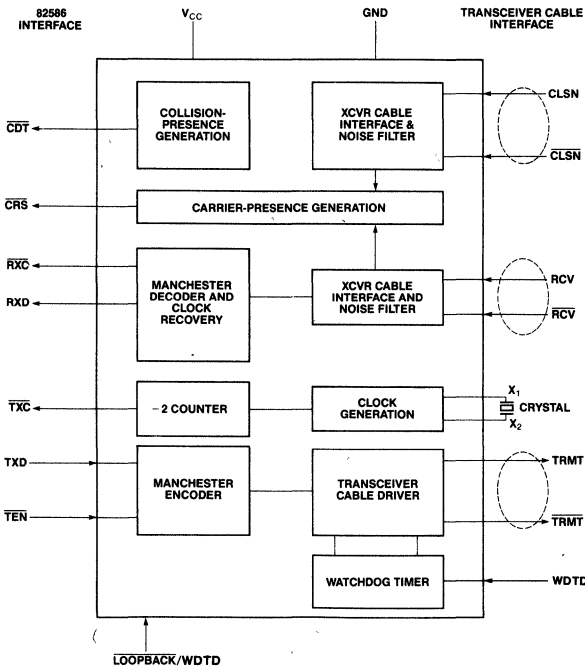 82586
INTERFACE
VCC
GND
TRANSCEIVER CABLE
INTERFACE
COLLISION-
PRESENCE
GENERATION
XCVR CABLE
INTERFACE &
NOISE FILTER
CDT
CLSN
CLSN
CRS
CARRIER-PRESENCE GENERATION
RXC
RXD
MANCHESTER
DECODER AND
CLOCK
RECOVERY
XCVR CABLE
INTERFACE AND
NOISE FILTER
RCV
RCV
TXC
-2 COUNTER
CLOCK
GENERATION
X1
CRYSTAL
X2
TXD
TEN
MANCHESTER
ENCODER
TRANSCEIVER
CABLE DRIVER
TRMT
TRMT
WATCHDOG TIMER
WDTD
LOOPBACK/WDTD